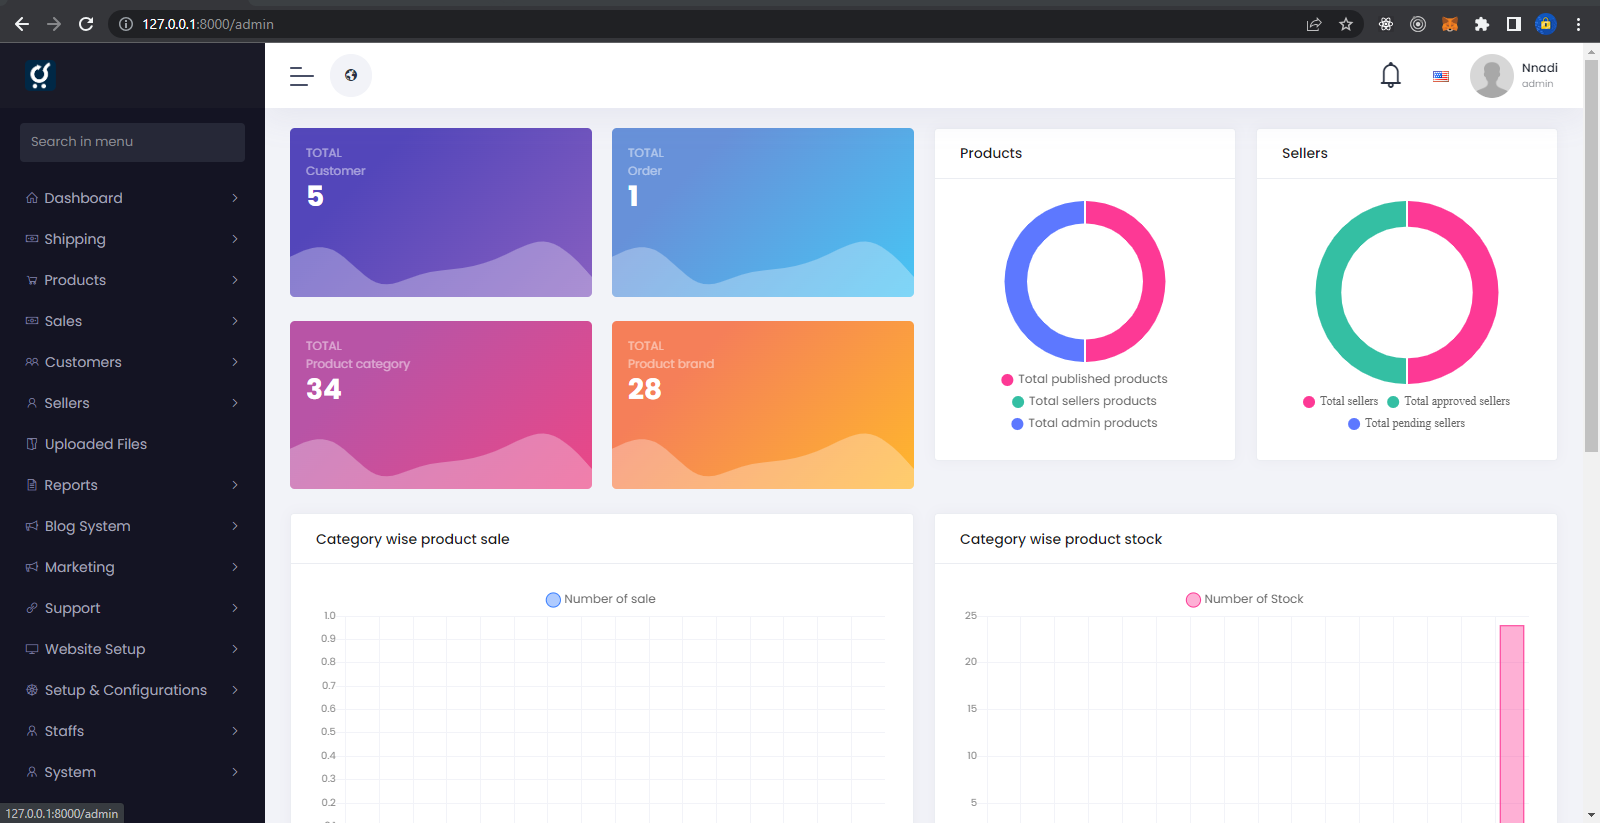 127.0.0.1:8000/admin
Nnadi
admin
Search in menu
Dashboard
Shipping
Products
Sales
Customers
Sellers
Uploaded Files
Reports
Blog System
Marketing
Support
Website Setup
Setup & Configurations
Staffs
System
127.0.0.1:8000/admin
TOTAL
Customer
5
TOTAL
Order
1
TOTAL
Product category
34
TOTAL
Product brand
28
Products
Total published products
Total sellers products
Total admin products
Sellers
Total sellers Total approved sellers
Total pending sellers
Category wise product sale
Number of sale
1.0
0.9
0.8
0.7
0.6
0.5
0.4
0.3
0.2
Category wise product stock
Number of Stock
25
20
15
10
5